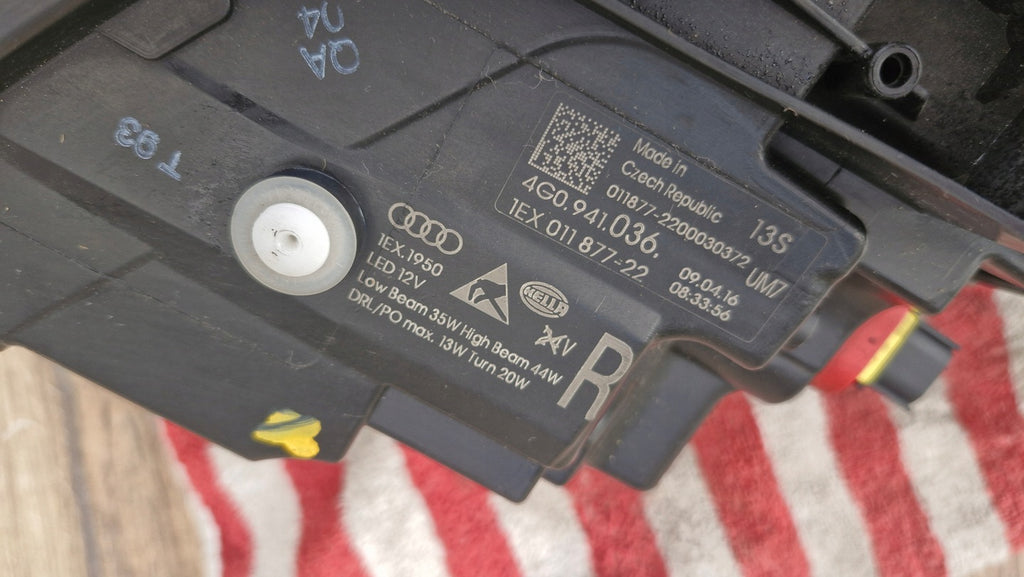 QA
04
T 93
Made in
Czech Republic
011877-2200030372
13S
4G0.941.036.
1EX 011 877-22
UM7
09.04.16
08:33:56
1EX.1950
LED 12V
Low Beam 35W High Beam 44W
DRL/PO max. 13W Turn 20W
HELLA
V
R